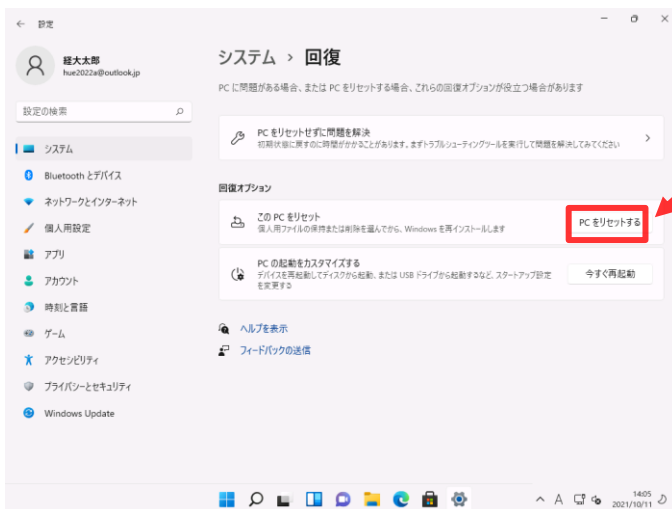 設定
経大太郎
hue2022a@outlook.jp
設定の検索
システム
Bluetooth とデバイス
ネットワークとインターネット
個人用設定
アプリ
アカウント
時刻と言語
ゲーム
アクセシビリティ
プライバシーとセキュリティ
Windows Update
システム › 回復
PC に問題がある場合、または PC をリセットする場合、これらの回復オプションが役立つ場合があります
PC をリセットせずに問題を解決
初期状態に戻すのに時間がかかることがあります。まずトラブルシューティングツールを実行して問題を解決してみてください
回復オプション
この PC をリセット
個人用ファイルの保持または削除を選んでから、Windows を再インストールします
PC をリセットする
PC の起動をカスタマイズする
デバイスを再起動してディスクから起動、または USB ドライブから起動するなど、スタートアップ設定
を変更する
今すぐ再起動
ヘルプを表示
フィードバックの送信
A
14:05
2021/10/11